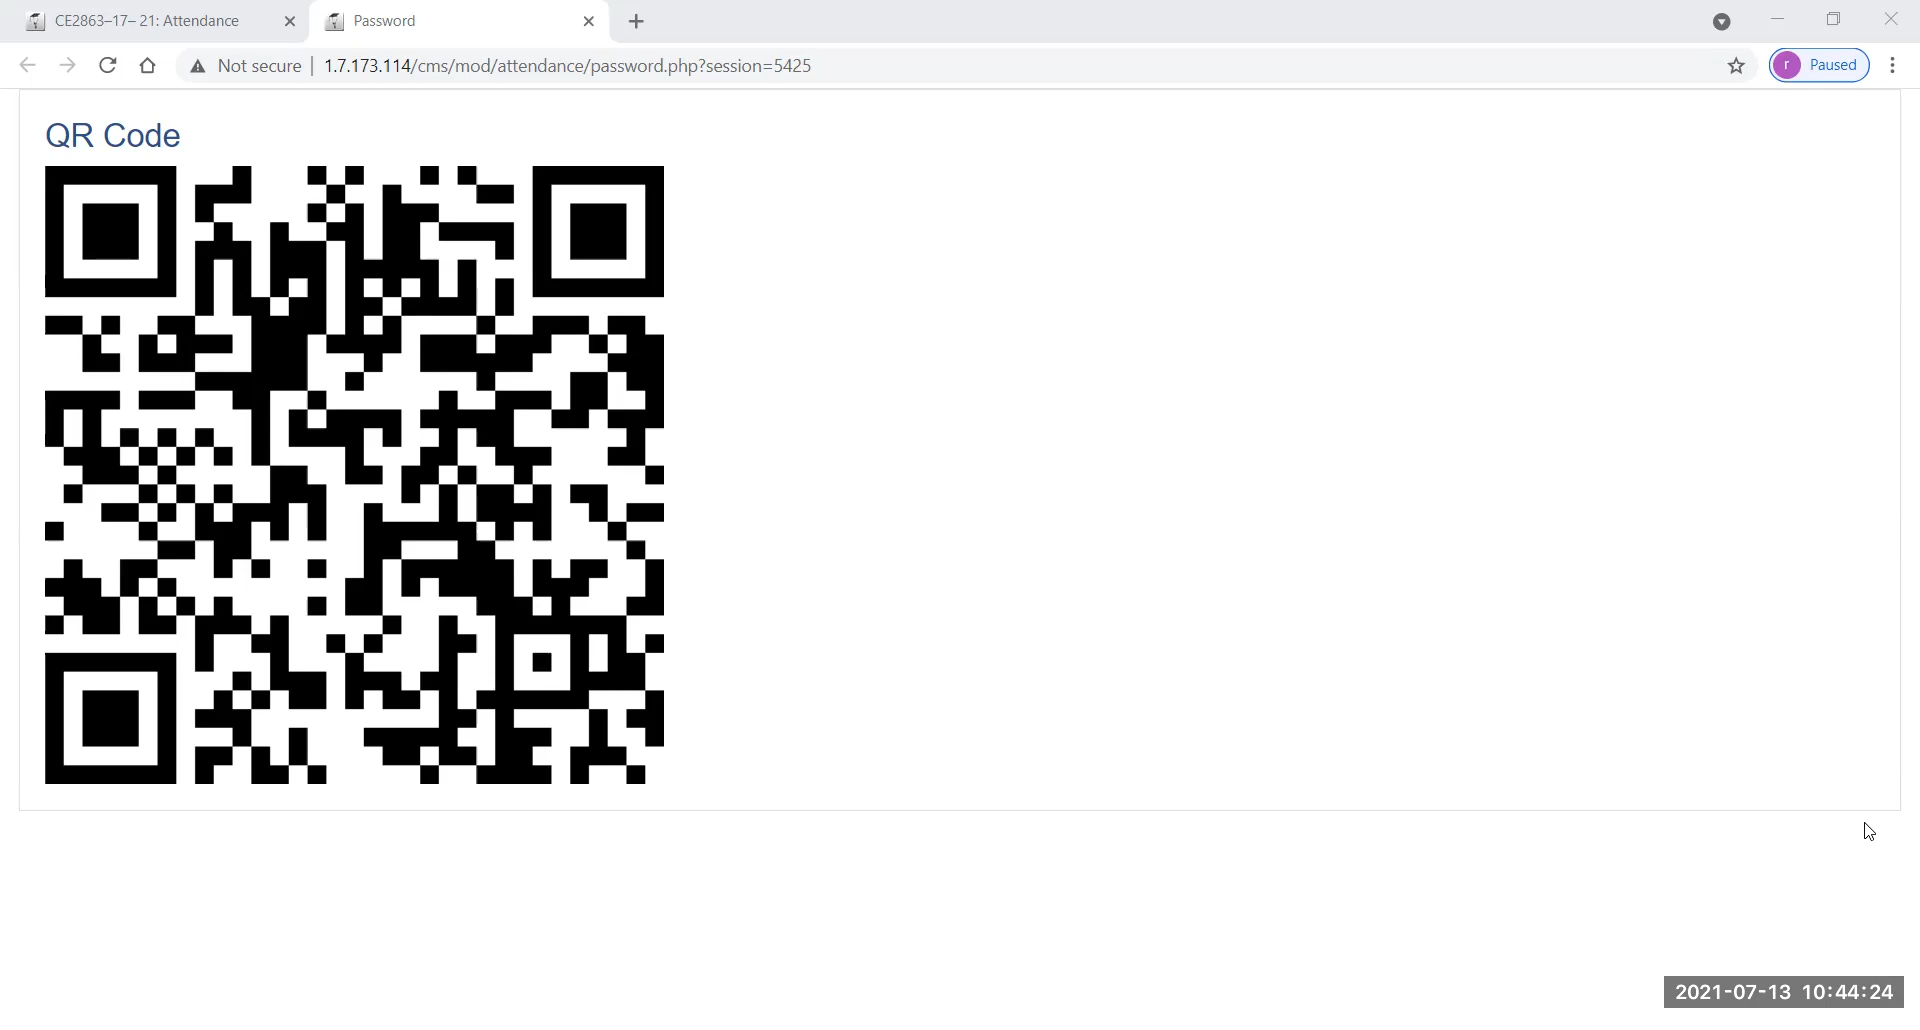 CE2863–17– 21: Attendance
Password
Not secure | 1.7.173.114/cms/mod/attendance/password.php?session=5425
r
Paused
QR Code
2021-07-13 10:44:24